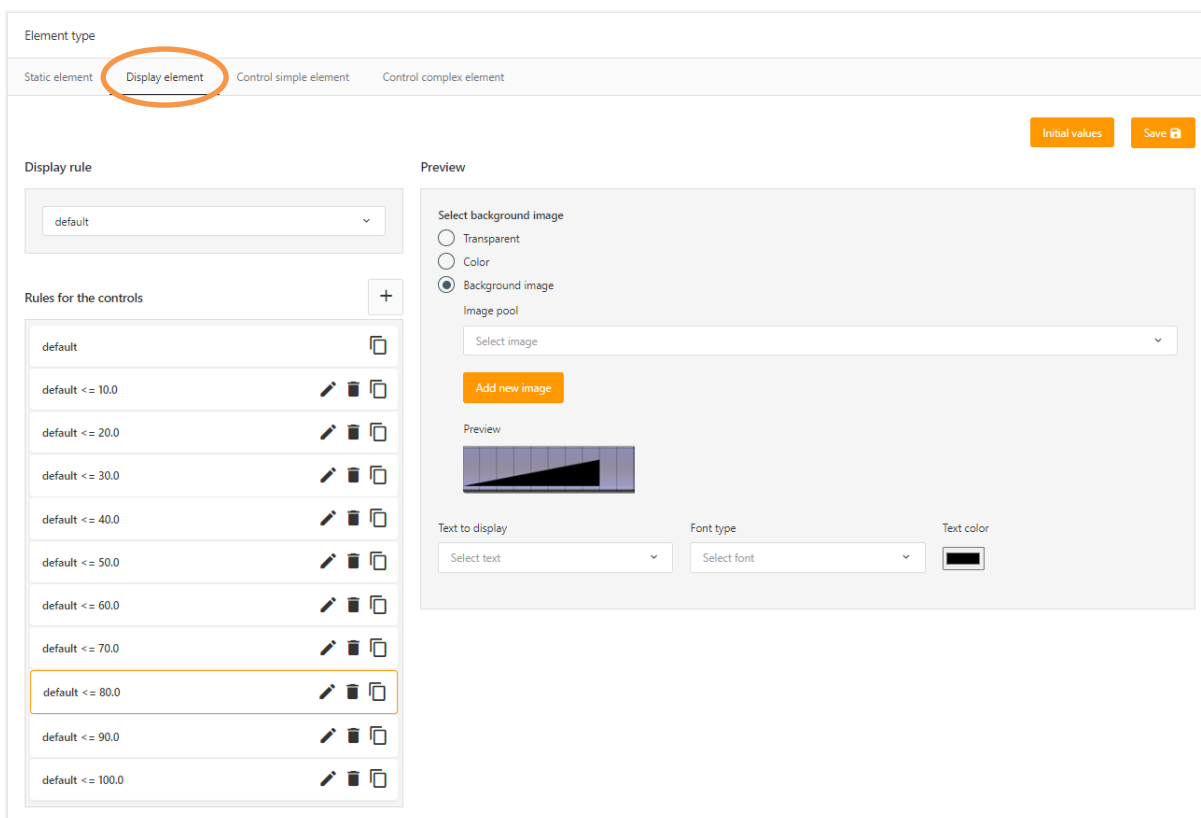 Element type
Static element Display element Control simple element Control complex element
Initial values Save
Display rule
default
Rules for the controls
+
default
default <= 10.0
default <= 20.0
default <= 30.0
default <= 40.0
default <= 50.0
default <= 60.0
default <= 70.0
default <= 80.0
default <= 90.0
default <= 100.0
Preview
Select background image
Transparent
Color
Background image
Image pool
Select image
Add new image
Preview
Text to display Font type Text color
Select text Select font